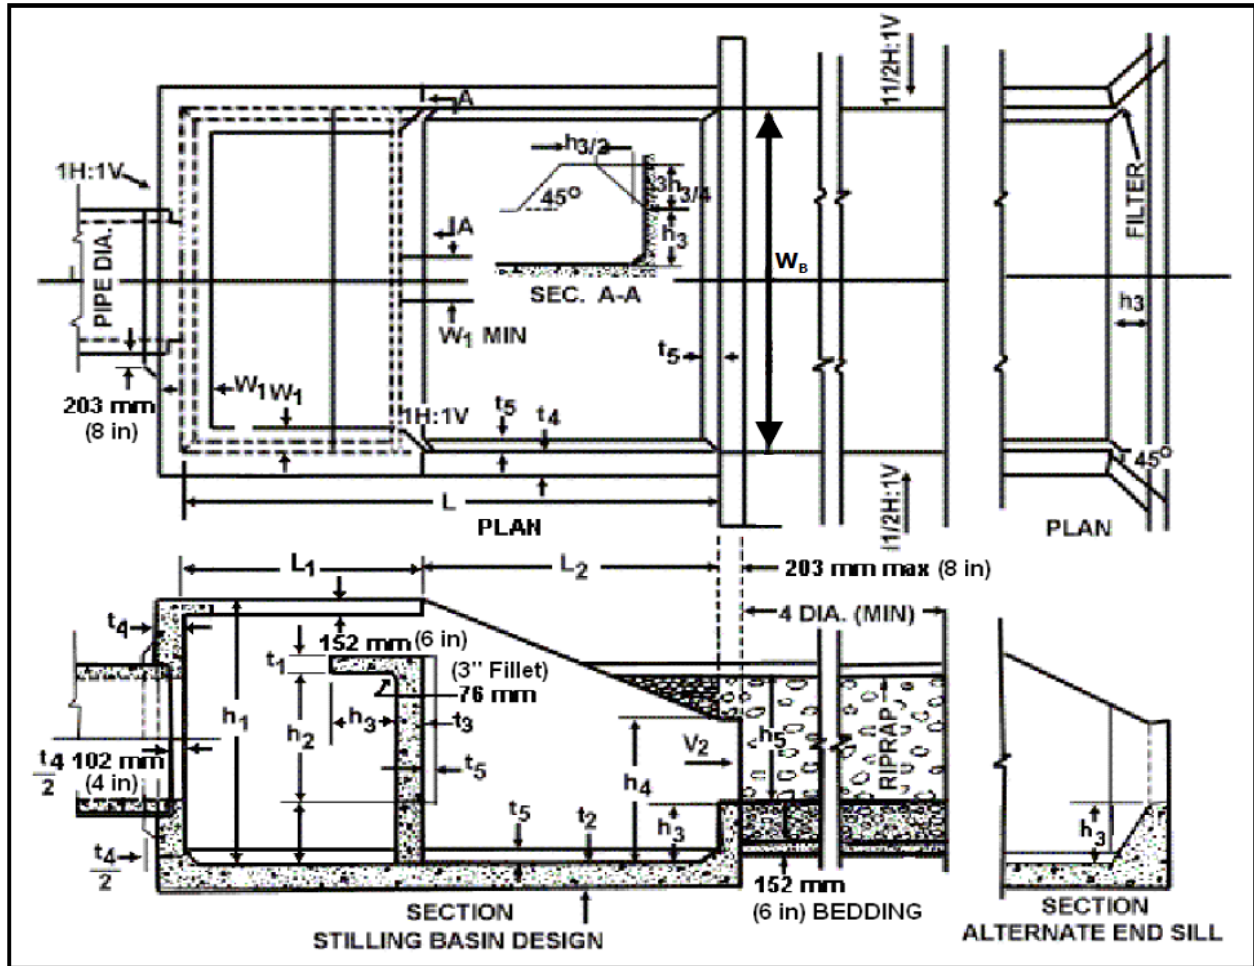 A
1H:1V
PIPE DIA.
203 mm
(8 in)
W1
W1
1H:1V
A
W1 MIN
h3/2
45°
3h3/4
h3
SEC. A-A
t5
t5
t4
L
PLAN
WB
11/2H:1V
11/2H:1V
FILTER
h3
45°
PLAN
L1
L2
203 mm max (8 in)
4 DIA. (MIN)
t4
152 mm (6 in)
t1
(3" Fillet)
76 mm
h1
h2
h3
t3
t5
t4/2
102 mm
(4 in)
t4/2
V2
h4
h5
RIPRAP
t5
t2
h3
152 mm
(6 in) BEDDING
SECTION
STILLING BASIN DESIGN
h3
SECTION
ALTERNATE END SILL